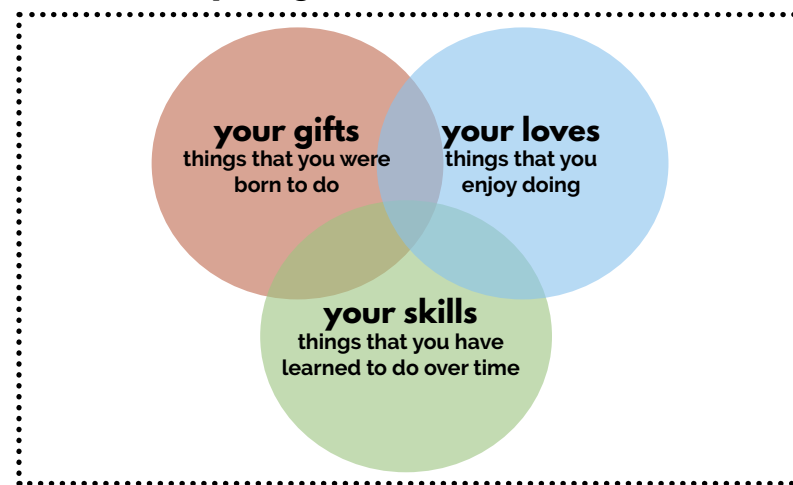 your gifts
things that you were
born to do
your loves
things that you
enjoy doing
your skills
things that you have
learned to do over time